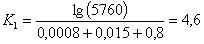 K₁ = lg(5760) / (0,0008 + 0,015 + 0,8) = 4,6